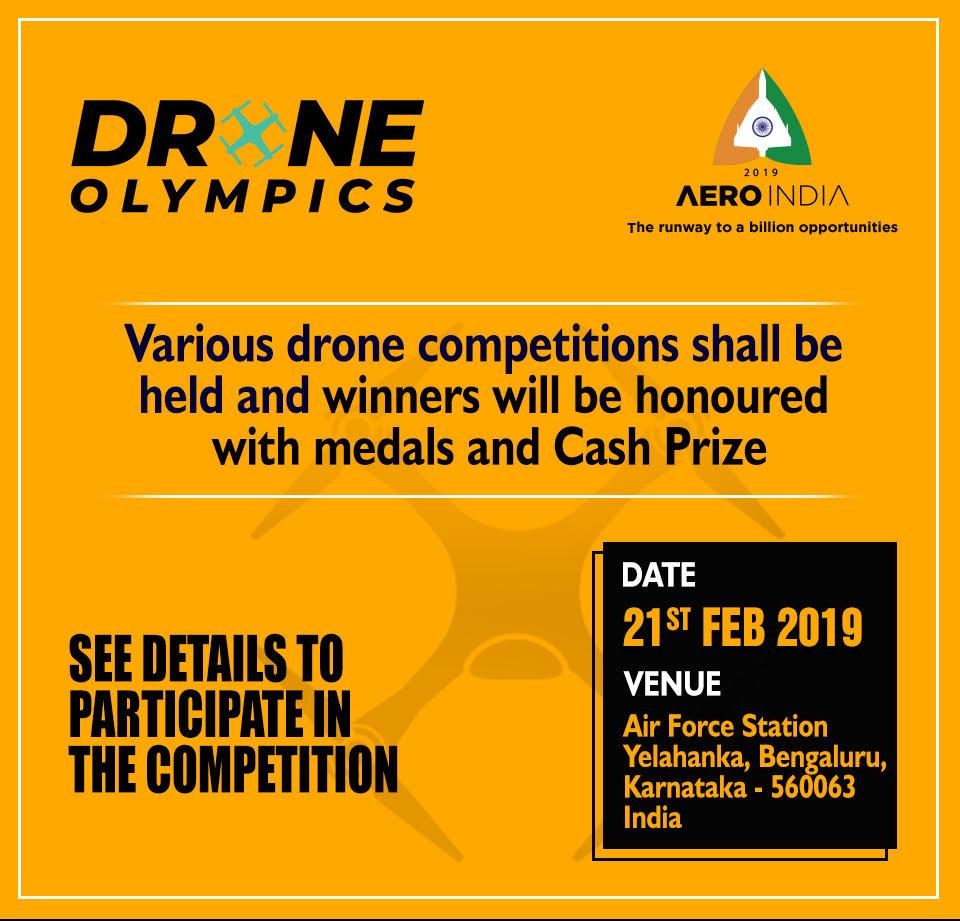 DRONE
OLYMPICS
2019
AERO INDIA
The runway to a billion opportunities
Various drone competitions shall be
held and winners will be honoured
with medals and Cash Prize
SEE DETAILS TO
PARTICIPATE IN
THE COMPETITION
DATE
21ST FEB 2019
VENUE
Air Force Station
Yelahanka, Bengaluru,
Karnataka - 560063
India